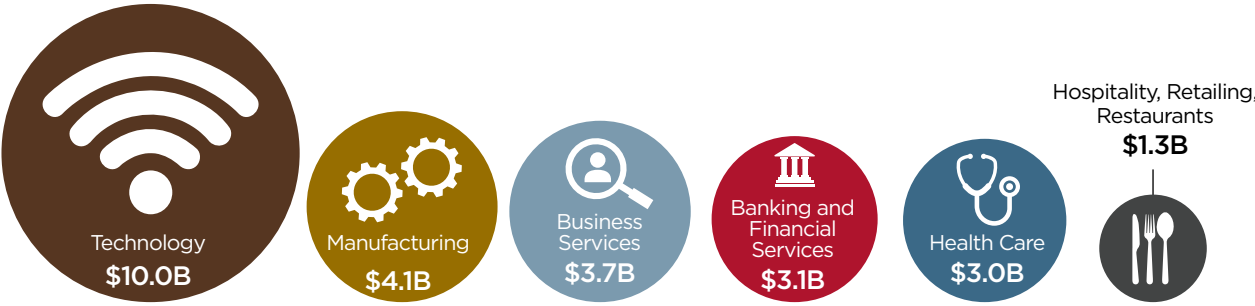 Technology
$10.0B
Manufacturing
$4.1B
Business
Services
$3.7B
Banking and
Financial
Services
$3.1B
Health Care
$3.0B
Hospitality, Retailing,
Restaurants
$1.3B